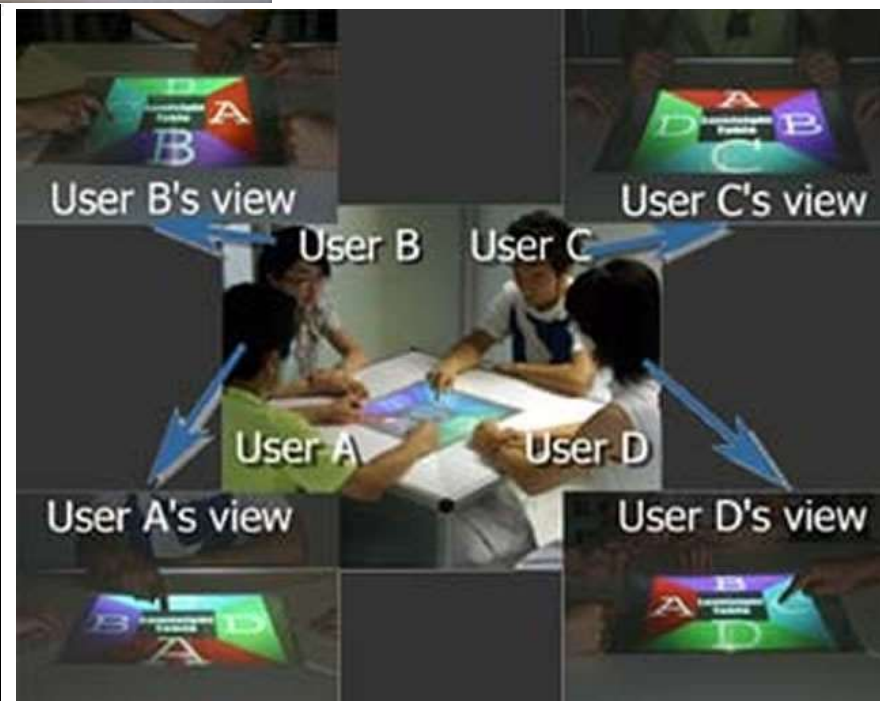 D
A
B
User B's view
A
D B
C
User C's view
User B User C
User A User D
User A's view
B D
A
User D's view
B
A C
D